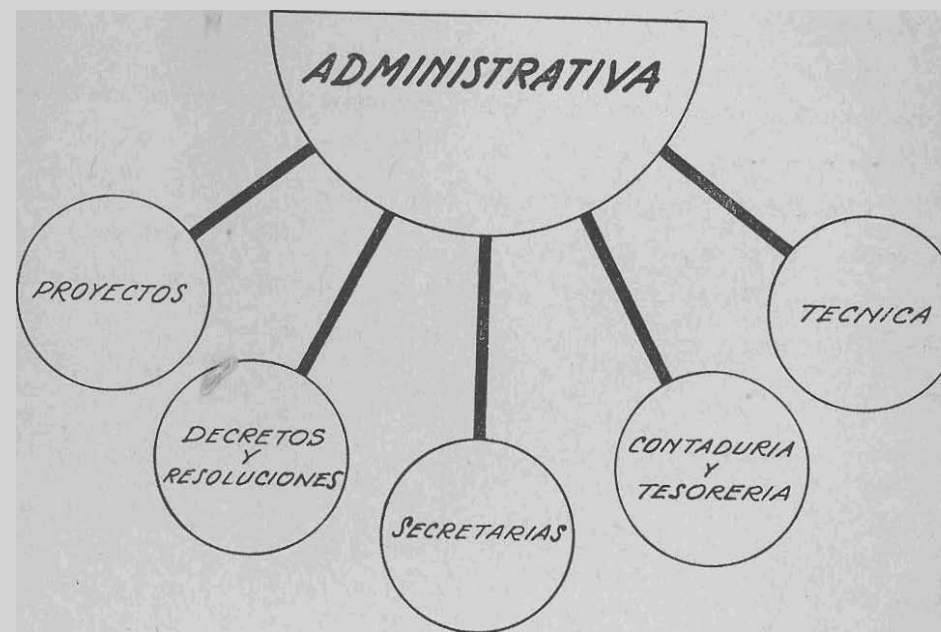 ADMINISTRATIVA
PROYECTOS
DECRETOS
Y
RESOLUCIONES
SECRETARIAS
CONTADURIA
Y
TESORERIA
TECNICA